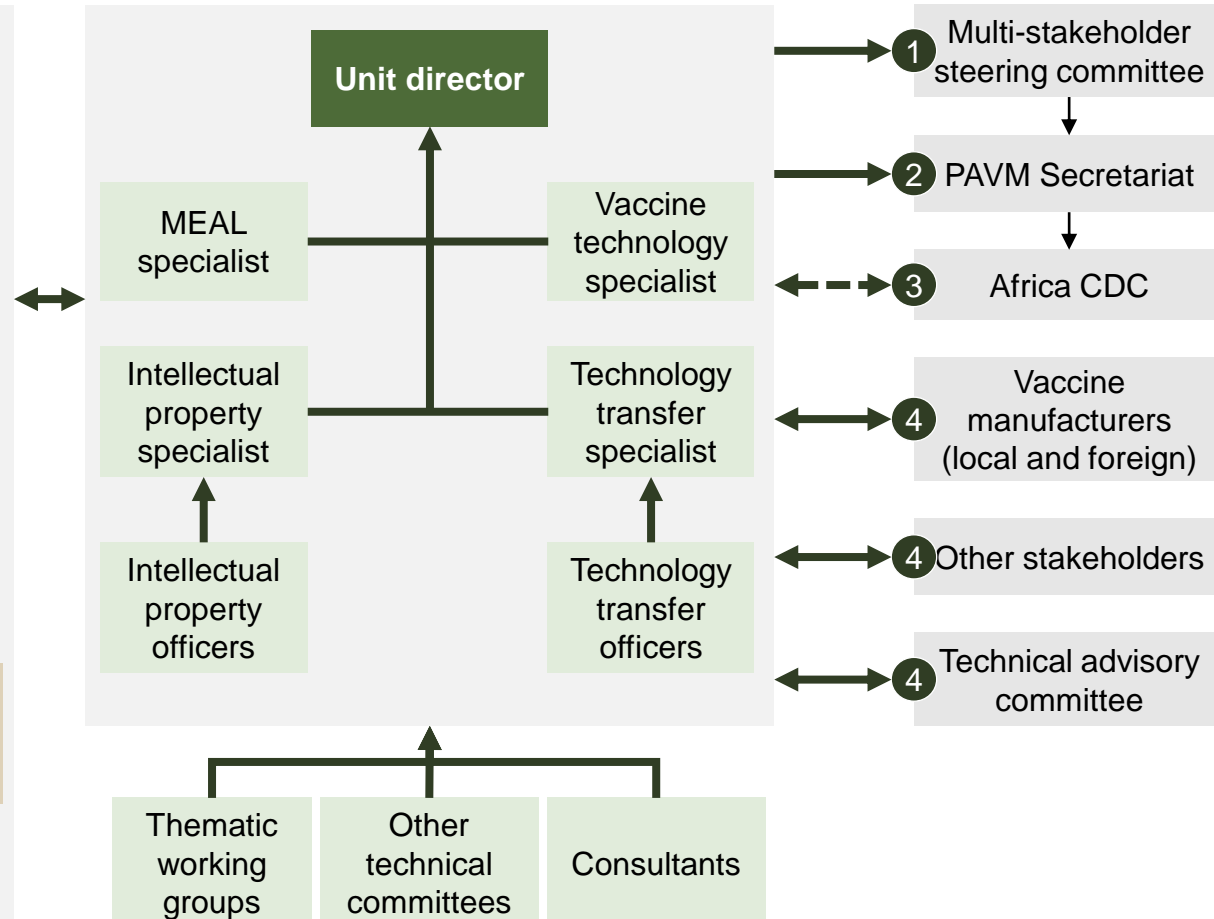 Unit director
MEAL
specialist
Vaccine
technology
specialist
Intellectual
property
specialist
Technology
transfer
specialist
Intellectual
property
officers
Technology
transfer
officers
Thematic
working
groups
Other
technical
committees
Consultants
1
Multi-stakeholder
steering committee
2
PAVM Secretariat
3
Africa CDC
4
Vaccine
manufacturers
(local and foreign)
4
Other stakeholders
4
Technical advisory
committee